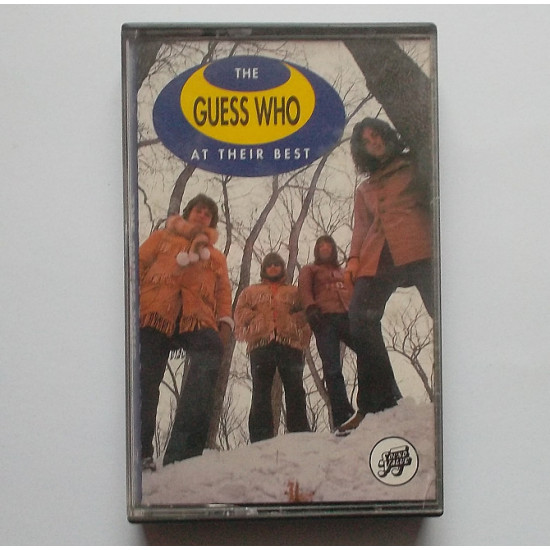 THE
GUESS WHO
AT THEIR BEST
SOUND
VALUE